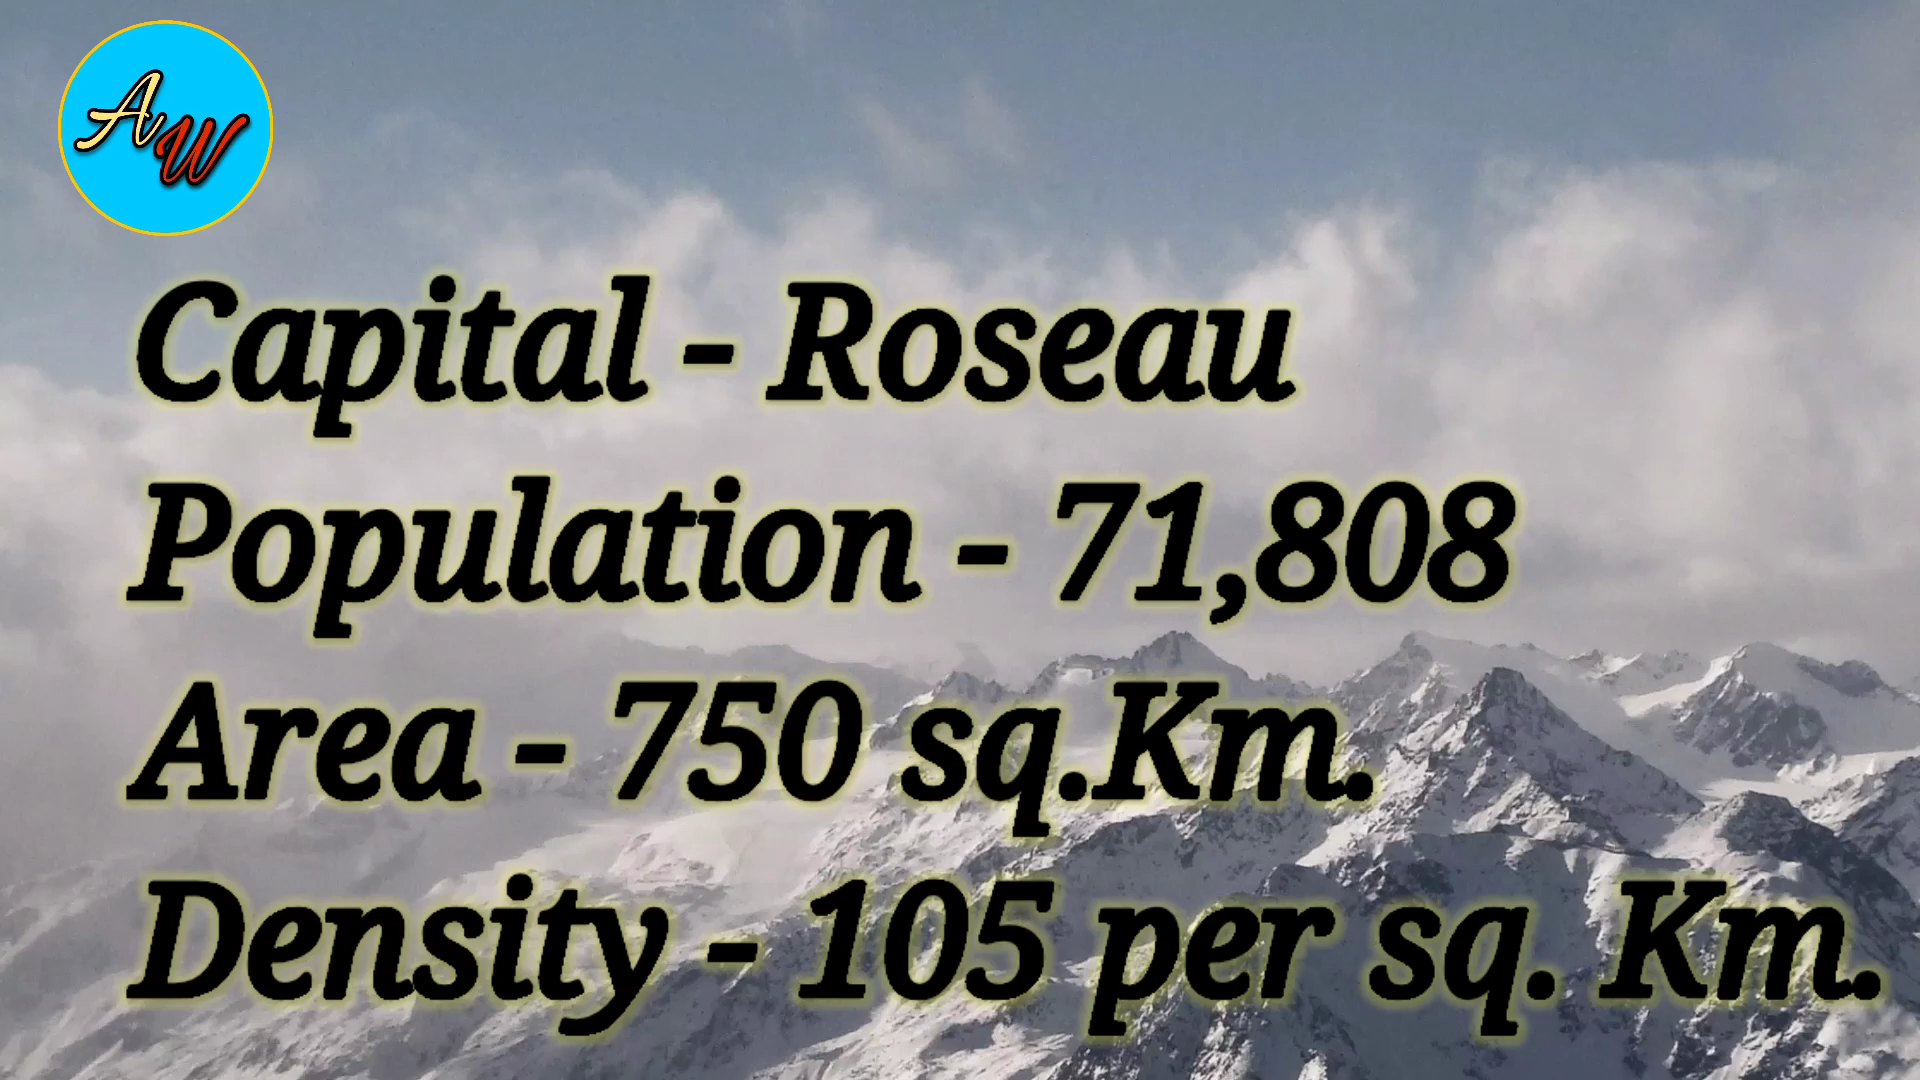 AW
Capital - Roseau
Population - 71,808
Area - 750 sq.Km.
Density - 105 per sq. Km.